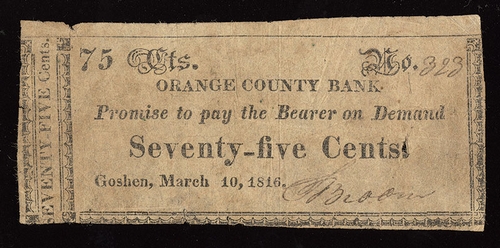 75 Cts. No. 323
ORANGE COUNTY BANK.
Promise to pay the Bearer on Demand
Seventy-five Cents!
Goshen, March 10, 1816.
SEVENTY FIVE Cents.